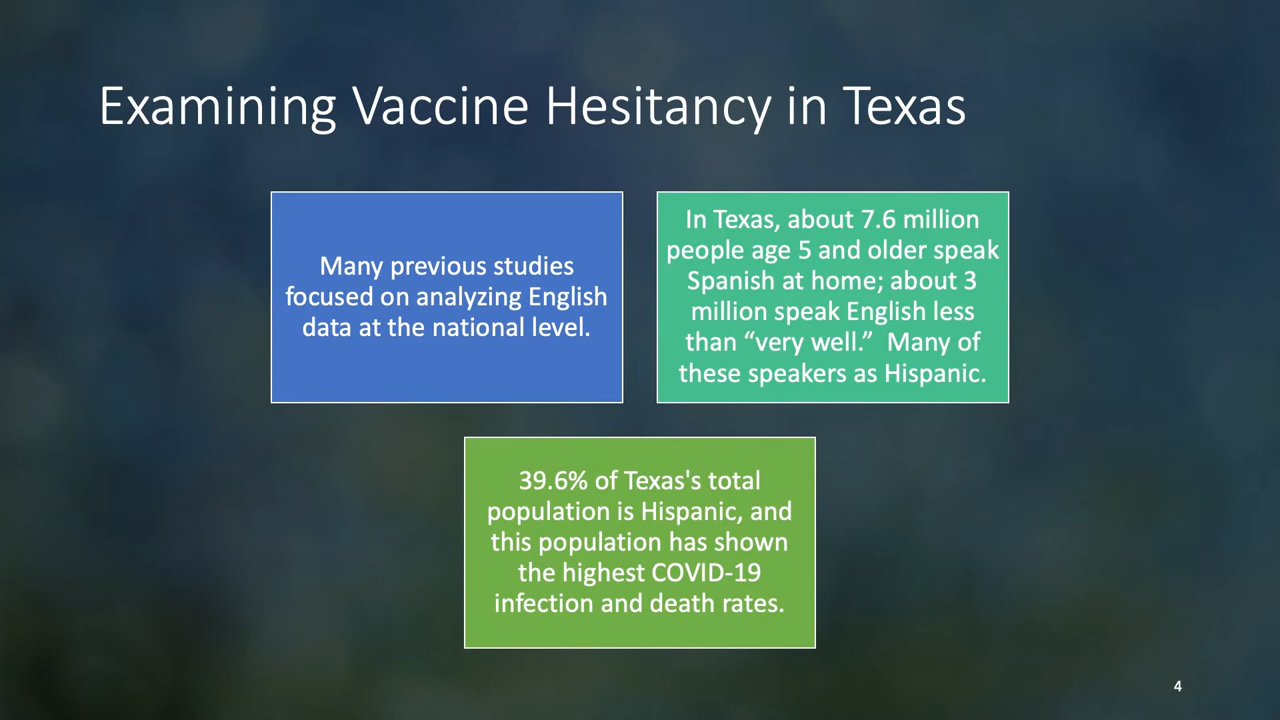 Examining Vaccine Hesitancy in Texas
Many previous studies
focused on analyzing English
data at the national level.
In Texas, about 7.6 million
people age 5 and older speak
Spanish at home; about 3
million speak English less
than “very well.”  Many of
these speakers as Hispanic.
39.6% of Texas's total
population is Hispanic, and
this population has shown
the highest COVID-19
infection and death rates.
4